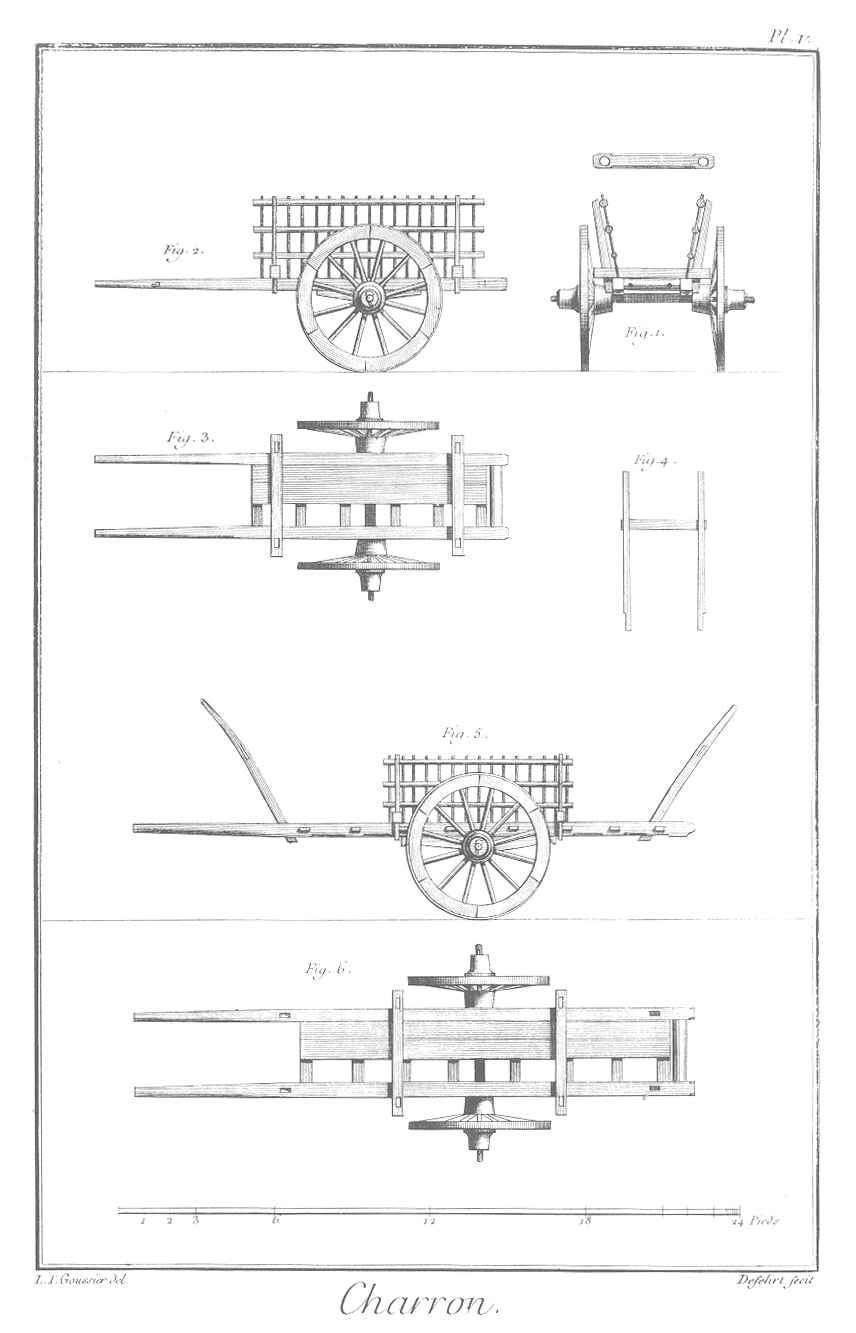 Pl. V.
Fig. 2.
Fig. 1.
Fig. 3.
Fig. 4.
Fig. 5.
Fig. 6.
1 2 3 6 12 18 24 Pieds
Goussier del
Defehrt fecit
Charron.